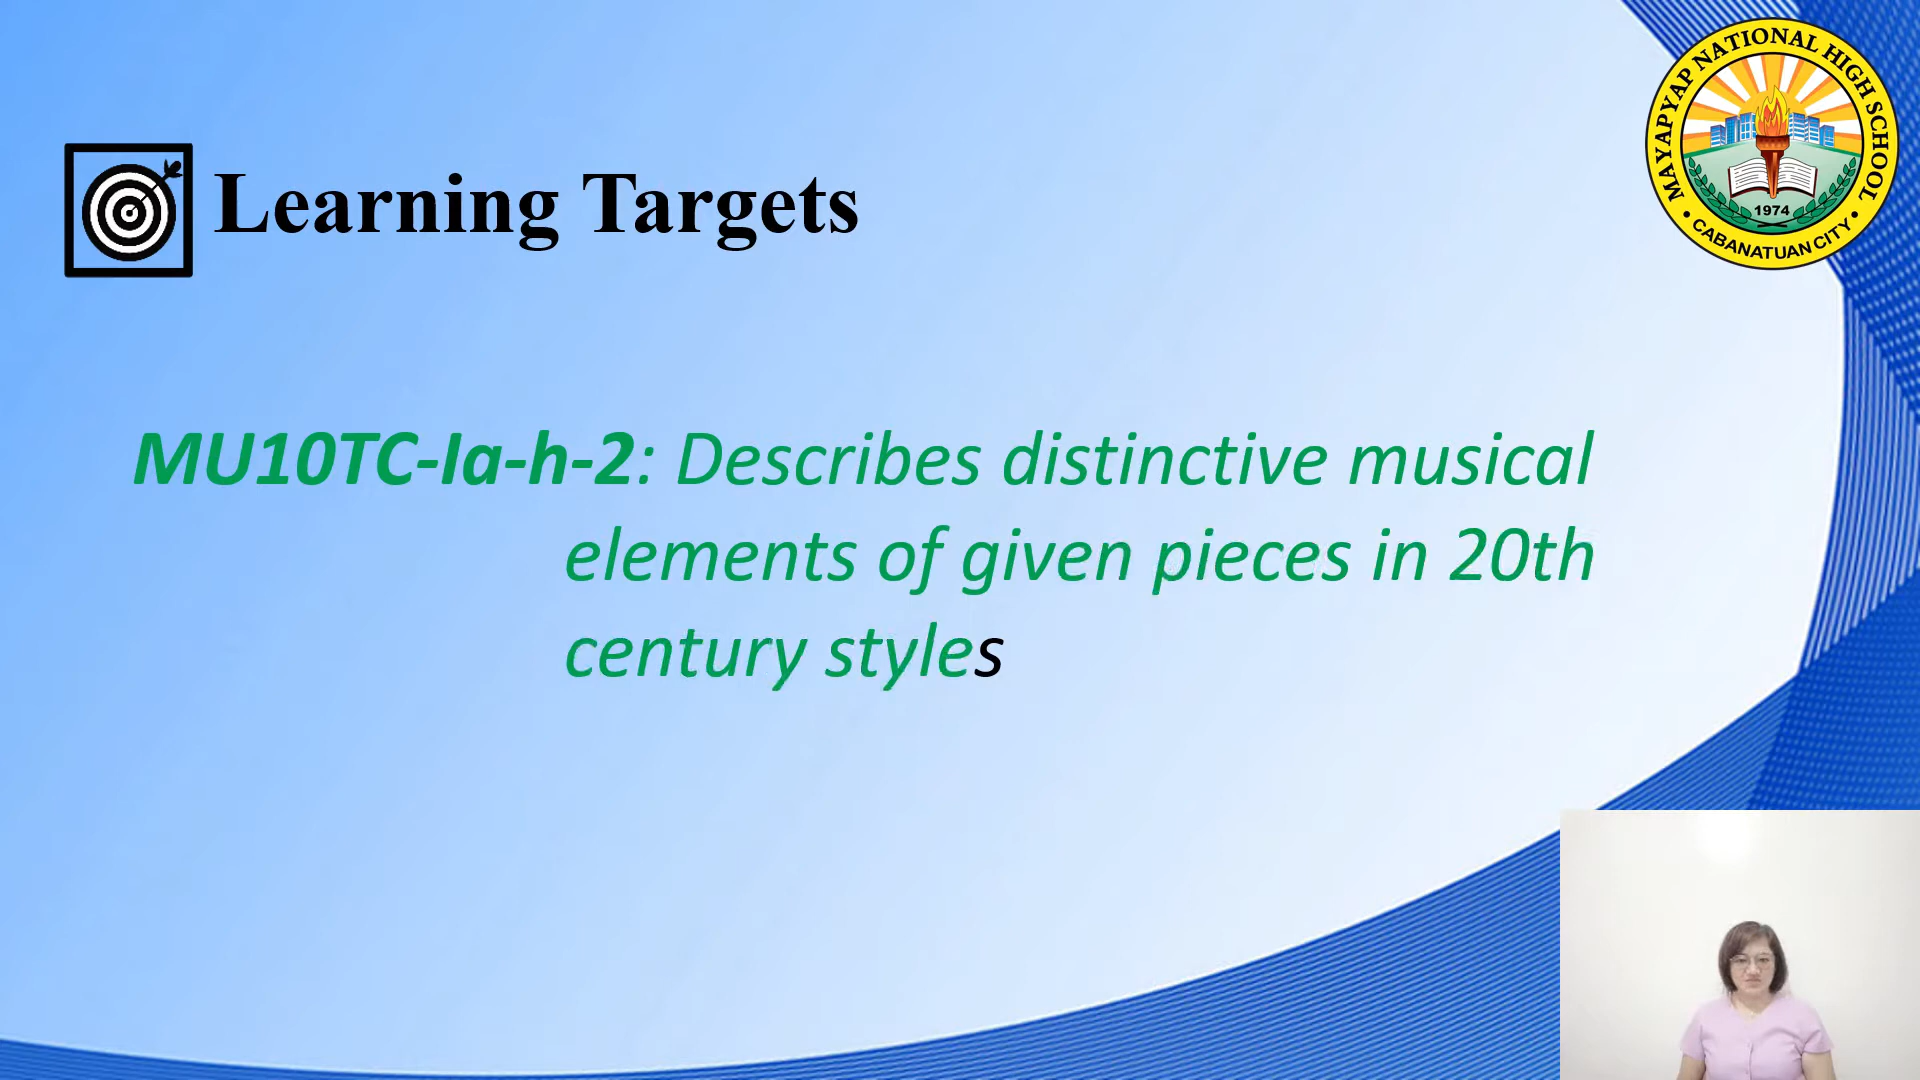 MAYAPYAP NATIONAL HIGH SCHOOL
1974
• CABANATUAN CITY •
Learning Targets
MU10TC-Ia-h-2: Describes distinctive musical
elements of given pieces in 20th
century styles